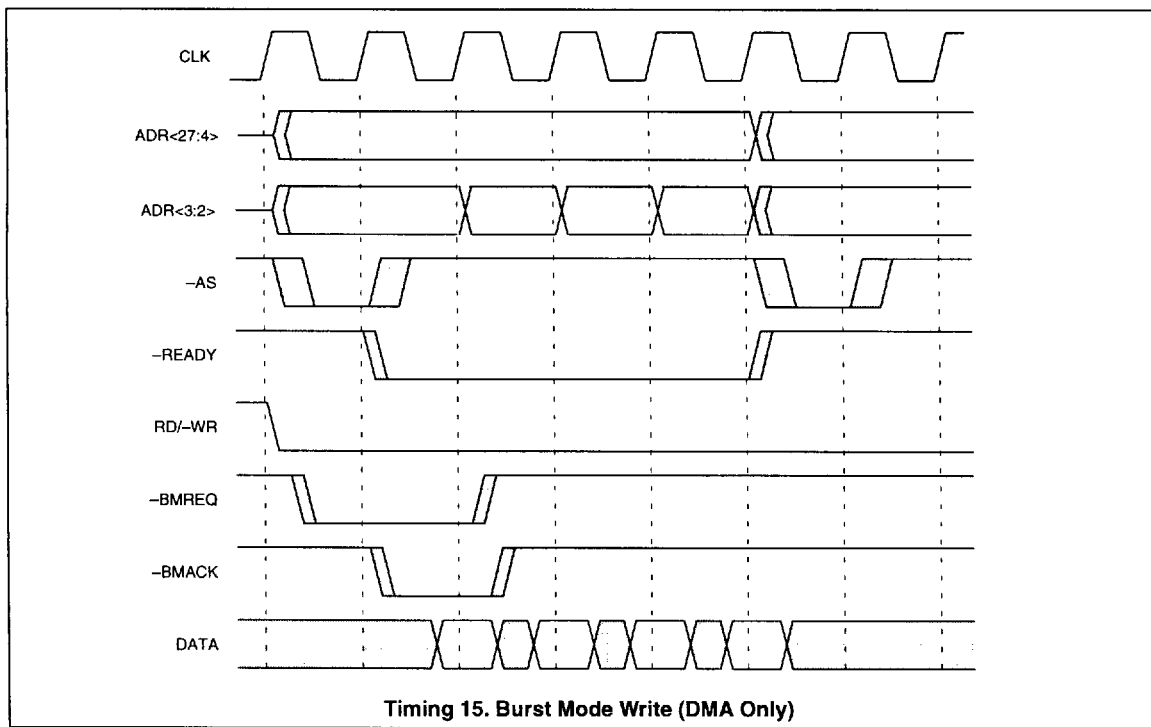 CLK
ADR<27:4>
ADR<3:2>
–AS
–READY
RD/–WR
–BMREQ
–BMACK
DATA
Timing 15. Burst Mode Write (DMA Only)